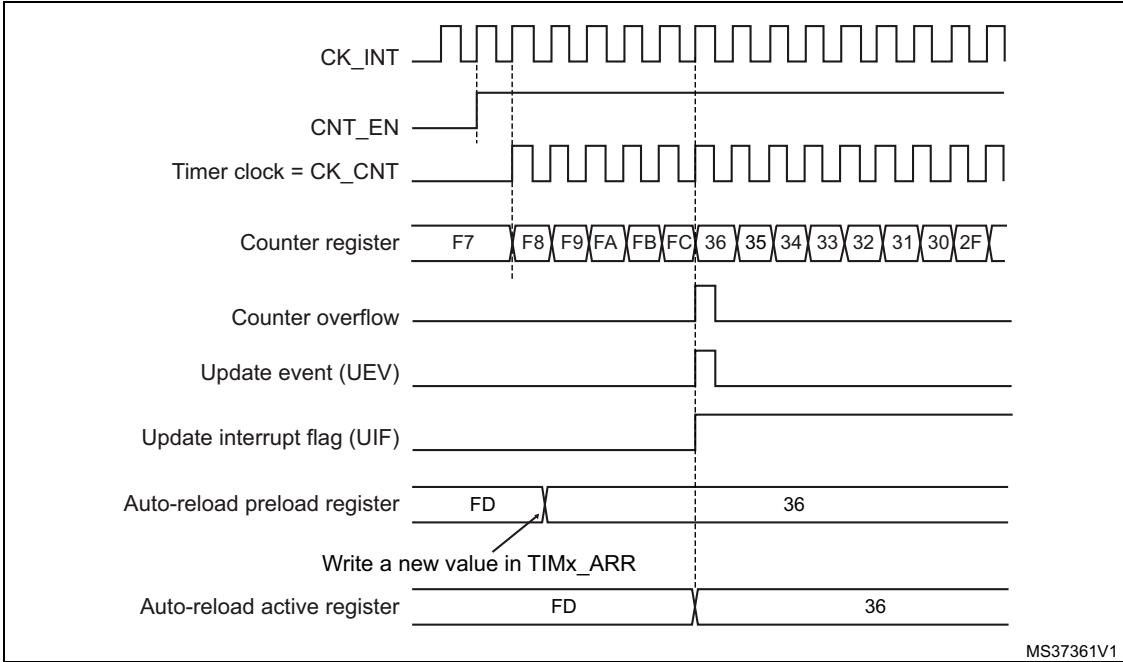 CK_INT
CNT_EN
Timer clock = CK_CNT
Counter register F7 F8 F9 FA FB FC 36 35 34 33 32 31 30 2F
Counter overflow
Update event (UEV)
Update interrupt flag (UIF)
Auto-reload preload register FD 36
Write a new value in TIMx_ARR
Auto-reload active register FD 36
MS37361V1